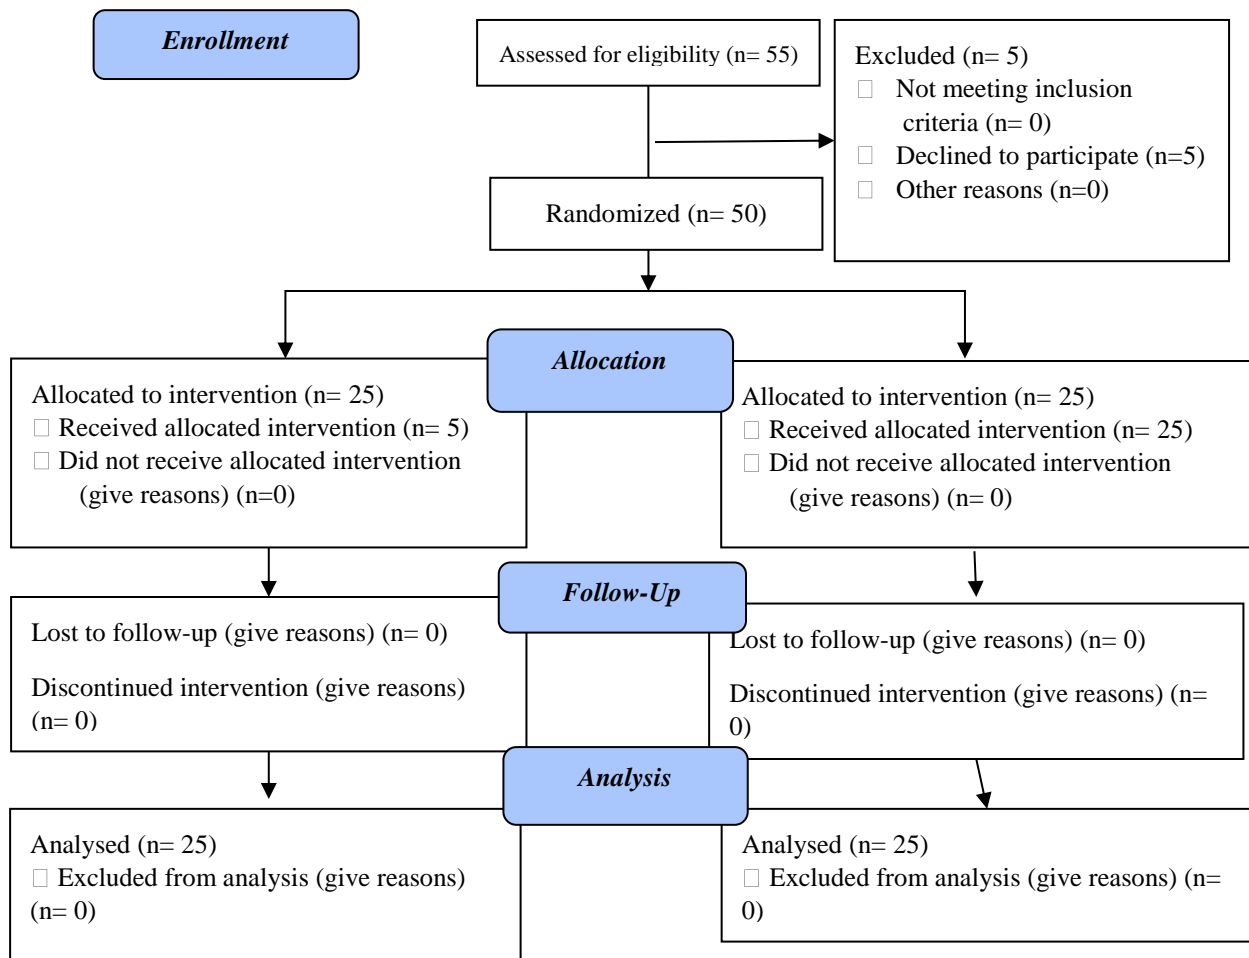 Enrollment
Assessed for eligibility (n= 55)
Excluded (n= 5)
□ Not meeting inclusion
criteria (n= 0)
□ Declined to participate (n=5)
□ Other reasons (n=0)
Randomized (n= 50)
Allocation
Allocated to intervention (n= 25)
□ Received allocated intervention (n= 5)
□ Did not receive allocated intervention
(give reasons) (n=0)
Allocated to intervention (n= 25)
□ Received allocated intervention (n= 25)
□ Did not receive allocated intervention
(give reasons) (n= 0)
Follow-Up
Lost to follow-up (give reasons) (n= 0)
Discontinued intervention (give reasons)
(n= 0)
Lost to follow-up (give reasons) (n= 0)
Discontinued intervention (give reasons) (n=
0)
Analysis
Analysed (n= 25)
□ Excluded from analysis (give reasons)
(n= 0)
Analysed (n= 25)
□ Excluded from analysis (give reasons) (n=
0)